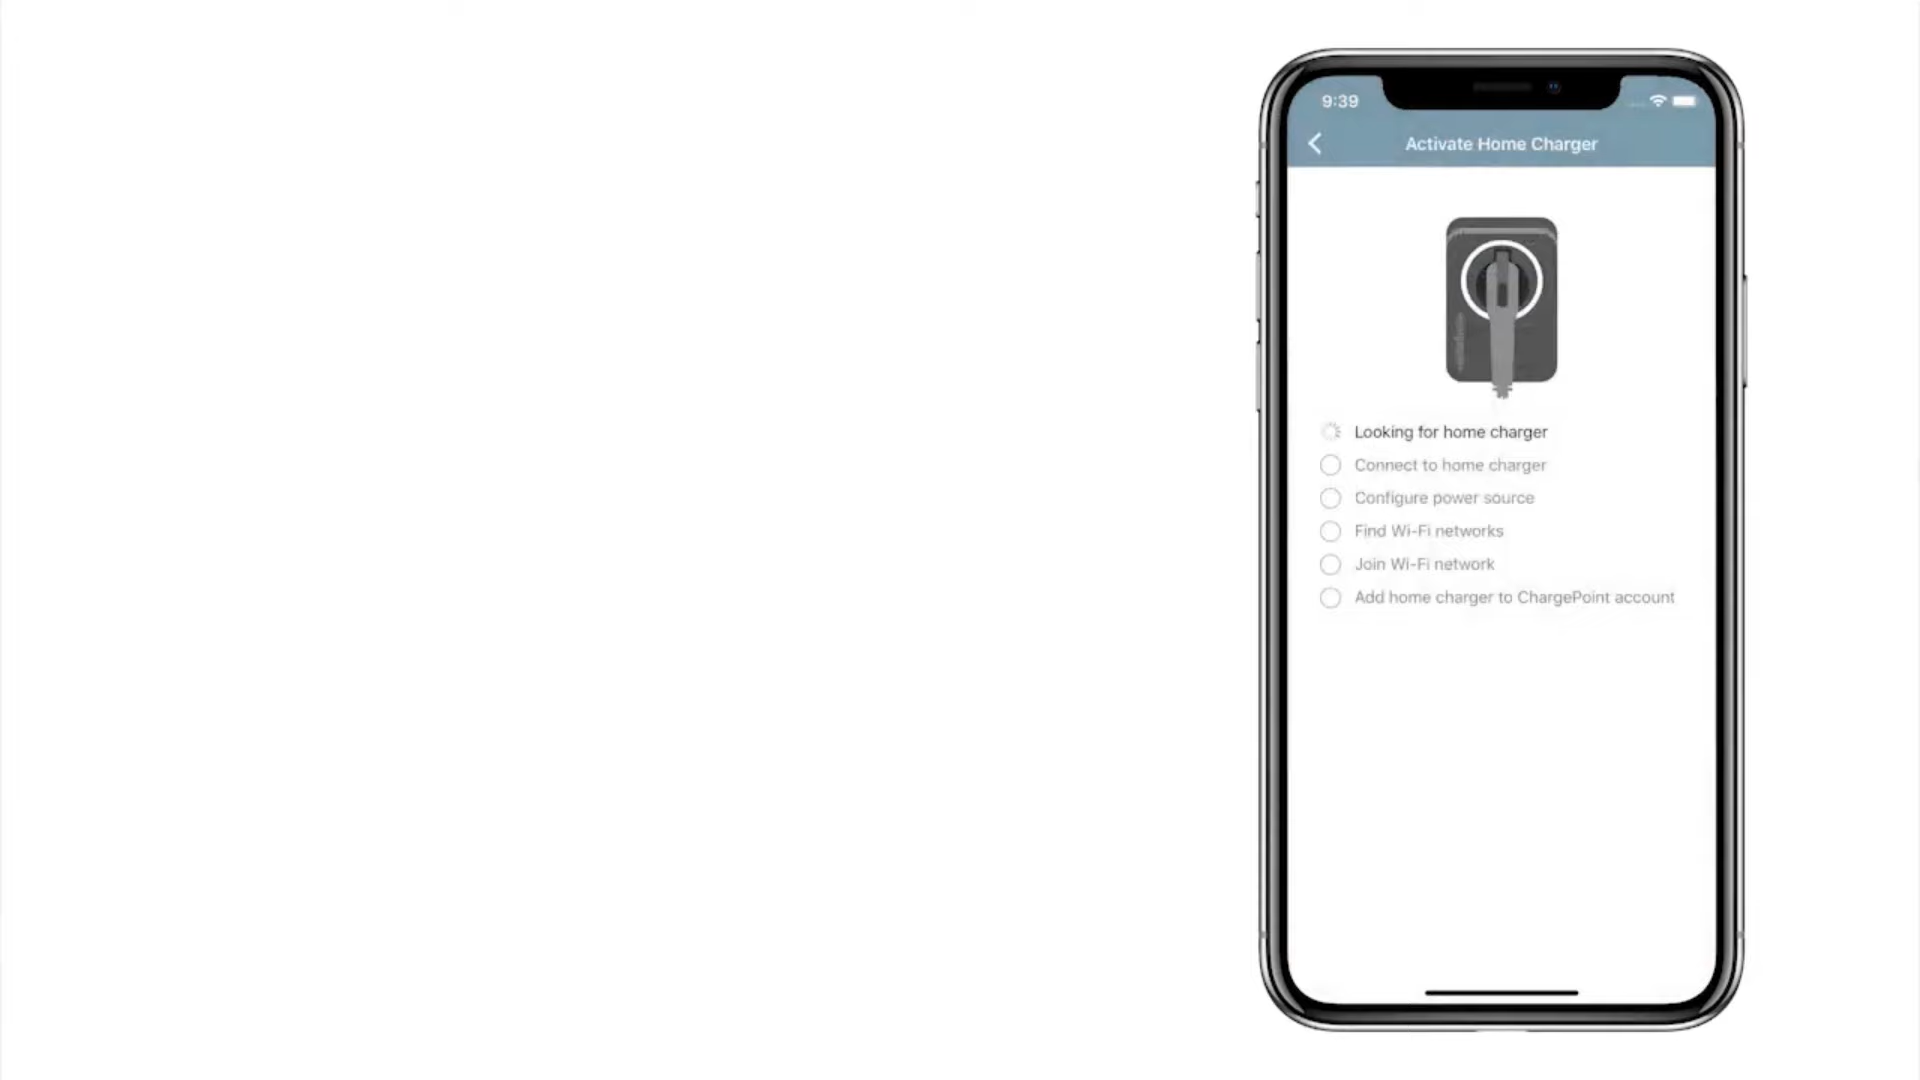 9:39
Activate Home Charger
Looking for home charger
Connect to home charger
Configure power source
Find Wi-Fi networks
Join Wi-Fi network
Add home charger to ChargePoint account